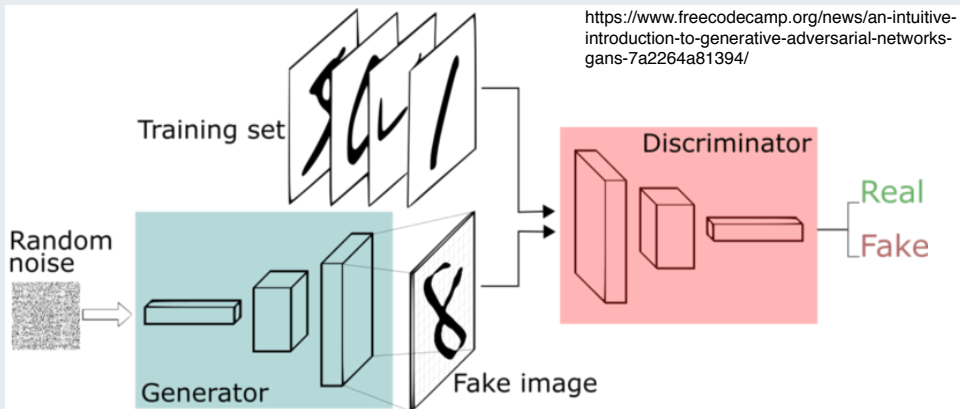 https://www.freecodecamp.org/news/an-intuitive-
introduction-to-generative-adversarial-networks-
gans-7a2264a81394/
Training set
Discriminator
Real
Fake
Random
noise
8
Generator
Fake image